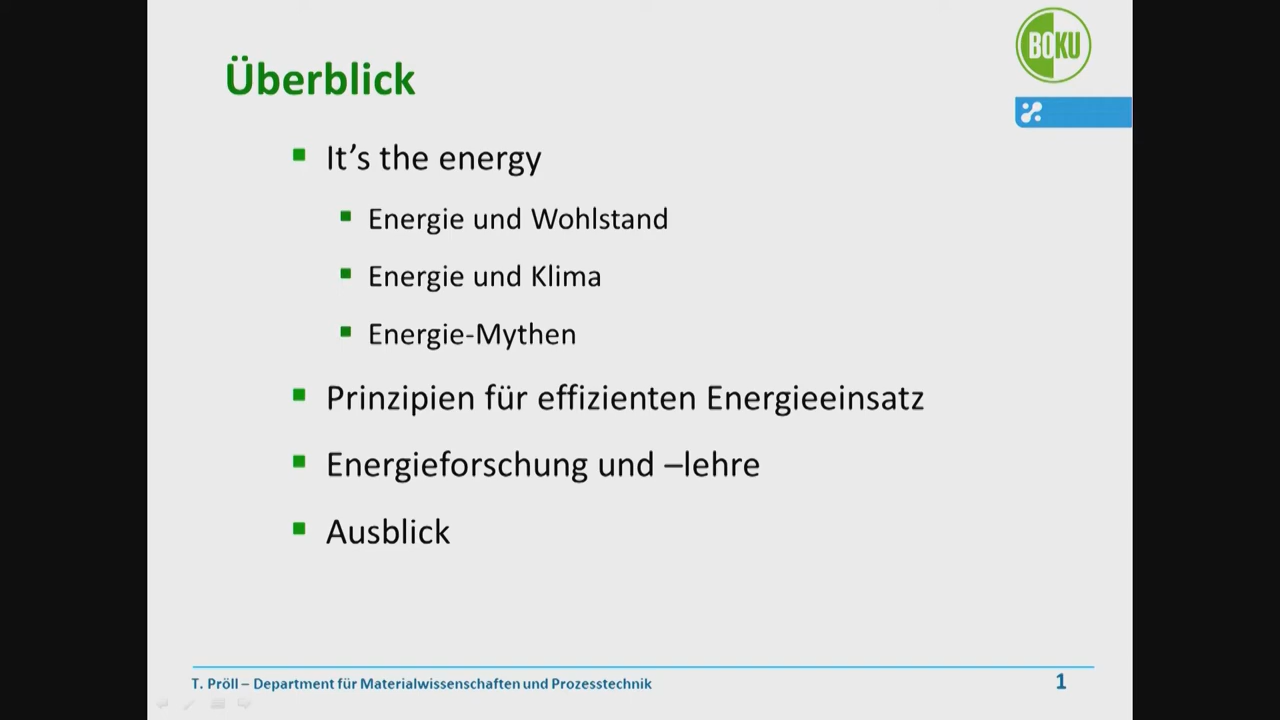 BOKU
Überblick
It’s the energy
Energie und Wohlstand
Energie und Klima
Energie-Mythen
Prinzipien für effizienten Energieeinsatz
Energieforschung und –lehre
Ausblick
T. Pröll – Department für Materialwissenschaften und Prozesstechnik
1